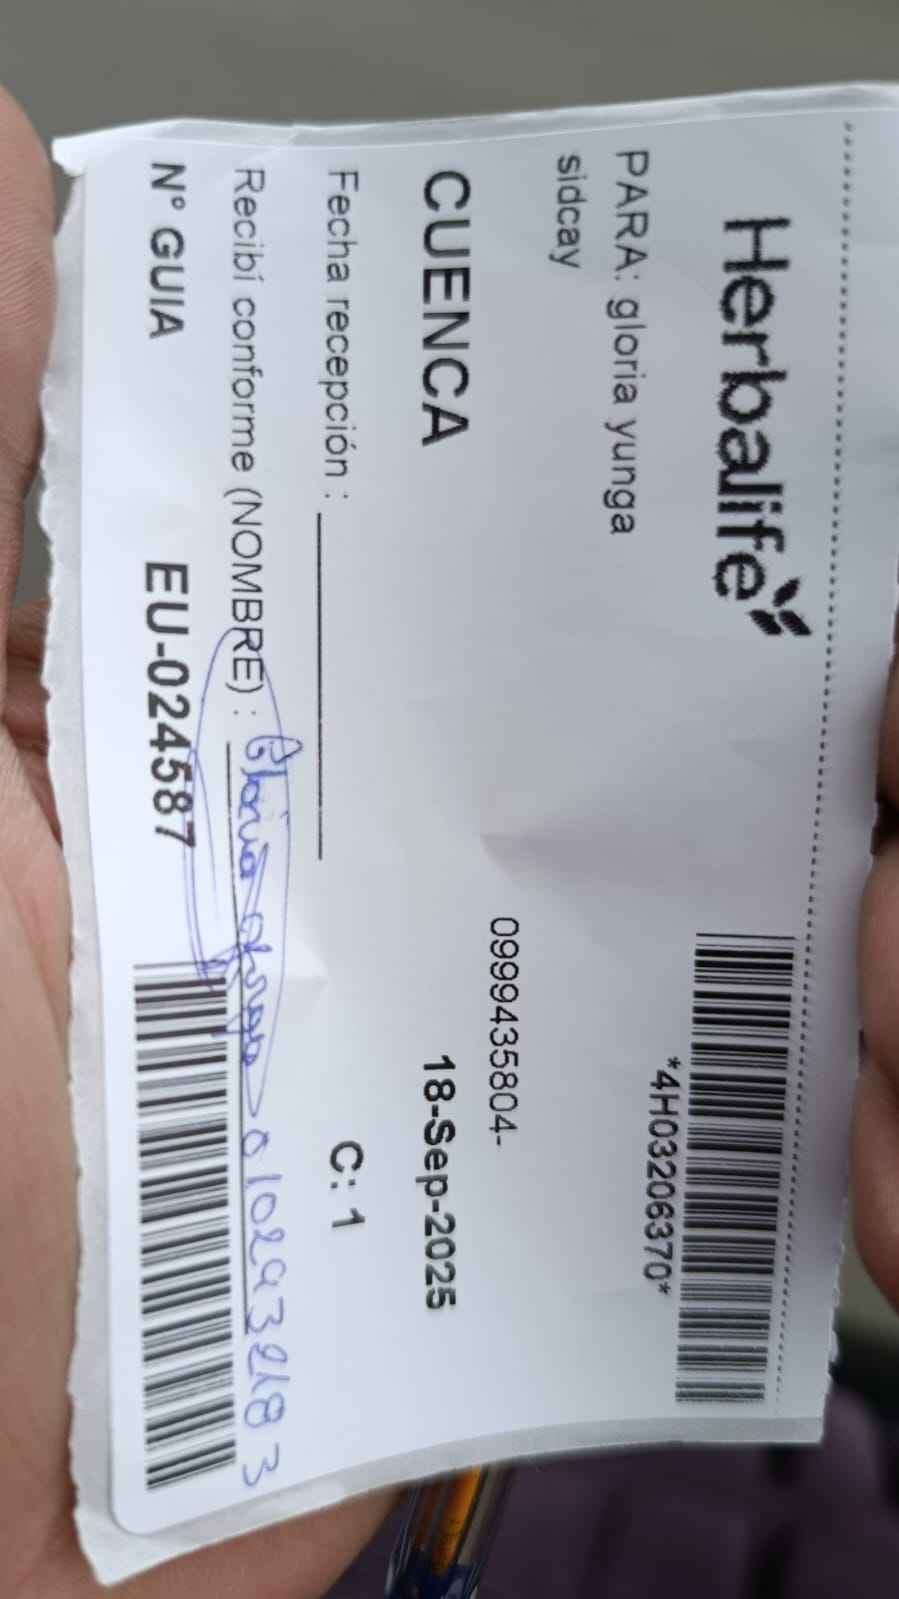 Herbalife
*4H03206370*
PARA: gloria yunga
sidcay
0999435804-
CUENCA 18-Sep-2025
Fecha recepción : C: 1
Recibí conforme (NOMBRE) : Gloria 0102932183
Nº GUIA EU-024587